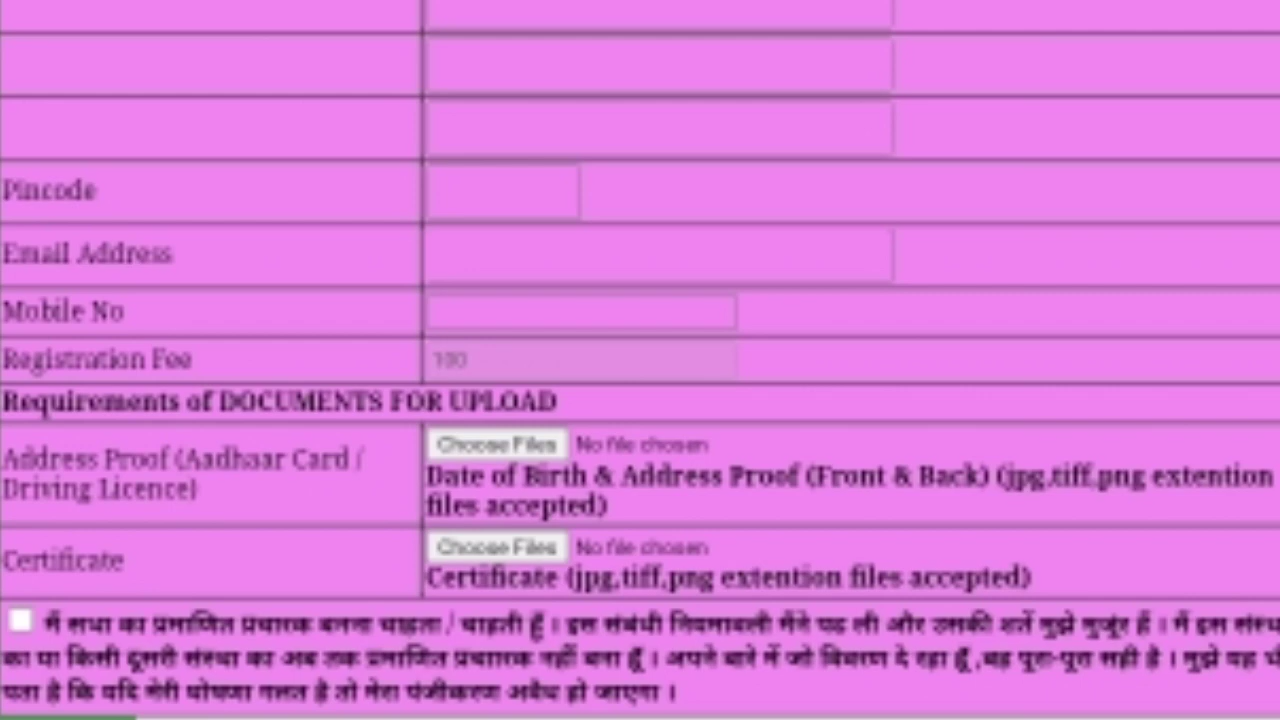 Pincode
Email Address
Mobile No
Registration Fee
100
Requirements of DOCUMENTS FOR UPLOAD
Address Proof (Aadhaar Card /
Driving Licence)
Choose Files No file chosen
Date of Birth & Address Proof (Front & Back) (jpg,tiff,png extention
files accepted)
Certificate
Choose Files No file chosen
Certificate (jpg,tiff,png extention files accepted)
मैं सभा का प्रमाणित प्रचारक बनना चाहता / चाहती हूँ । इस संबंधी नियमावली मैंने पढ ली और उसकी शर्ते मुझे मुजूंर हैं । मैं इस
का या किसी दूसरी संस्था का अब तक प्रमाणित प्रचाारक नहीं बना हूँ । अपने बारे में जो विवरण दे रहा हूँ ,वह पूरा-पूरा सही है । मुझे यह
पता है कि यदि मेरी घोषणा गलत है तो मेरा पंजीकरण अवैध हो जाएगा ।